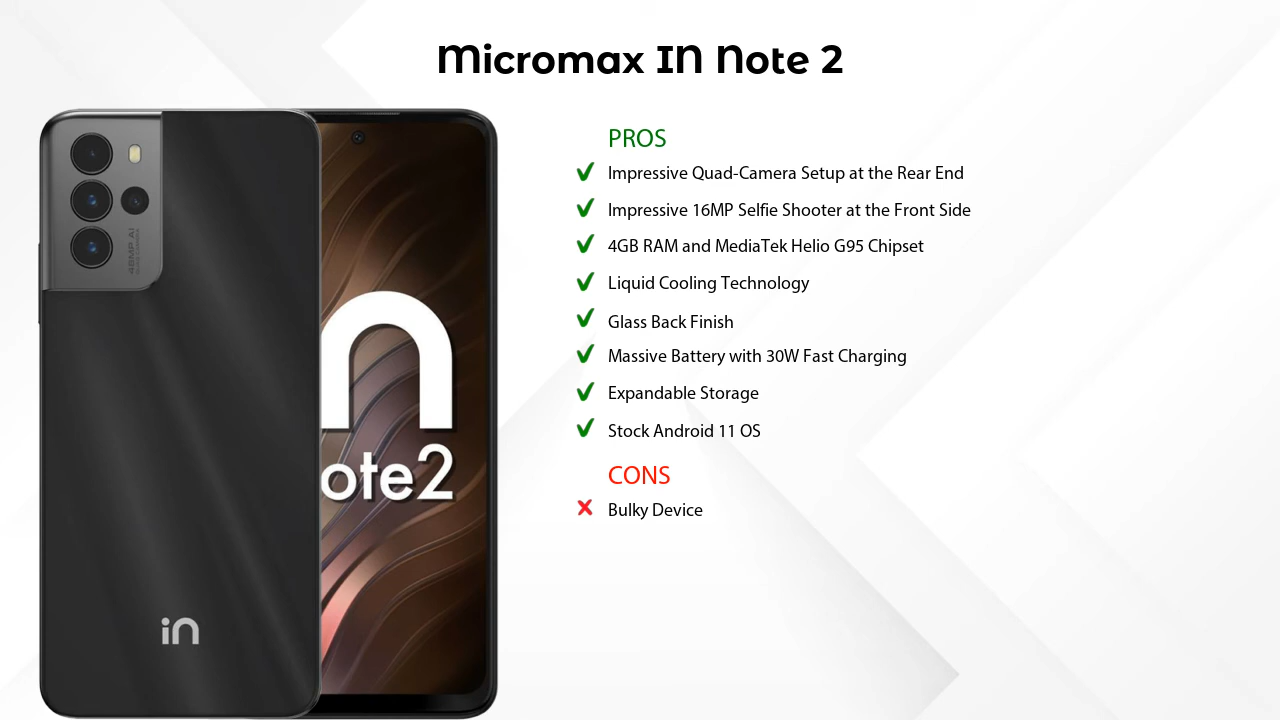 Micromax IN Note 2
48MP AI
in
n
ote2
PROS
Impressive Quad-Camera Setup at the Rear End
Impressive 16MP Selfie Shooter at the Front Side
4GB RAM and MediaTek Helio G95 Chipset
Liquid Cooling Technology
Glass Back Finish
Massive Battery with 30W Fast Charging
Expandable Storage
Stock Android 11 OS
CONS
Bulky Device